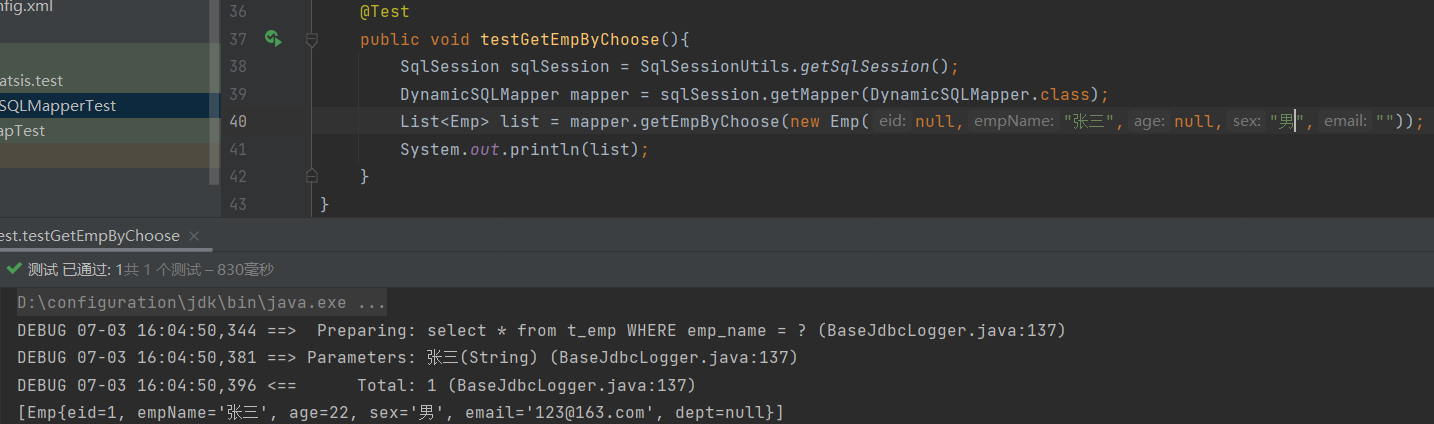 nfig.xml
atsis.test
SQLMapperTest
apTest
36 @Test
37 public void testGetEmpByChoose(){
38 SqlSession sqlSession = SqlSessionUtils.getSqlSession();
39 DynamicSQLMapper mapper = sqlSession.getMapper(DynamicSQLMapper.class);
40 List<Emp> list = mapper.getEmpByChoose(new Emp( eid: null, empName: "张三", age: null, sex: "男", email: ""));
41 System.out.println(list);
42 }
43 }
est.testGetEmpByChoose ×
测试 已通过: 1共 1 个测试 – 830毫秒
D:\configuration\jdk\bin\java.exe ...
DEBUG 07-03 16:04:50,344 ==>  Preparing: select * from t_emp WHERE emp_name = ? (BaseJdbcLogger.java:137)
DEBUG 07-03 16:04:50,381 ==> Parameters: 张三(String) (BaseJdbcLogger.java:137)
DEBUG 07-03 16:04:50,396 <==      Total: 1 (BaseJdbcLogger.java:137)
[Emp{eid=1, empName='张三', age=22, sex='男', email='123@163.com', dept=null}]